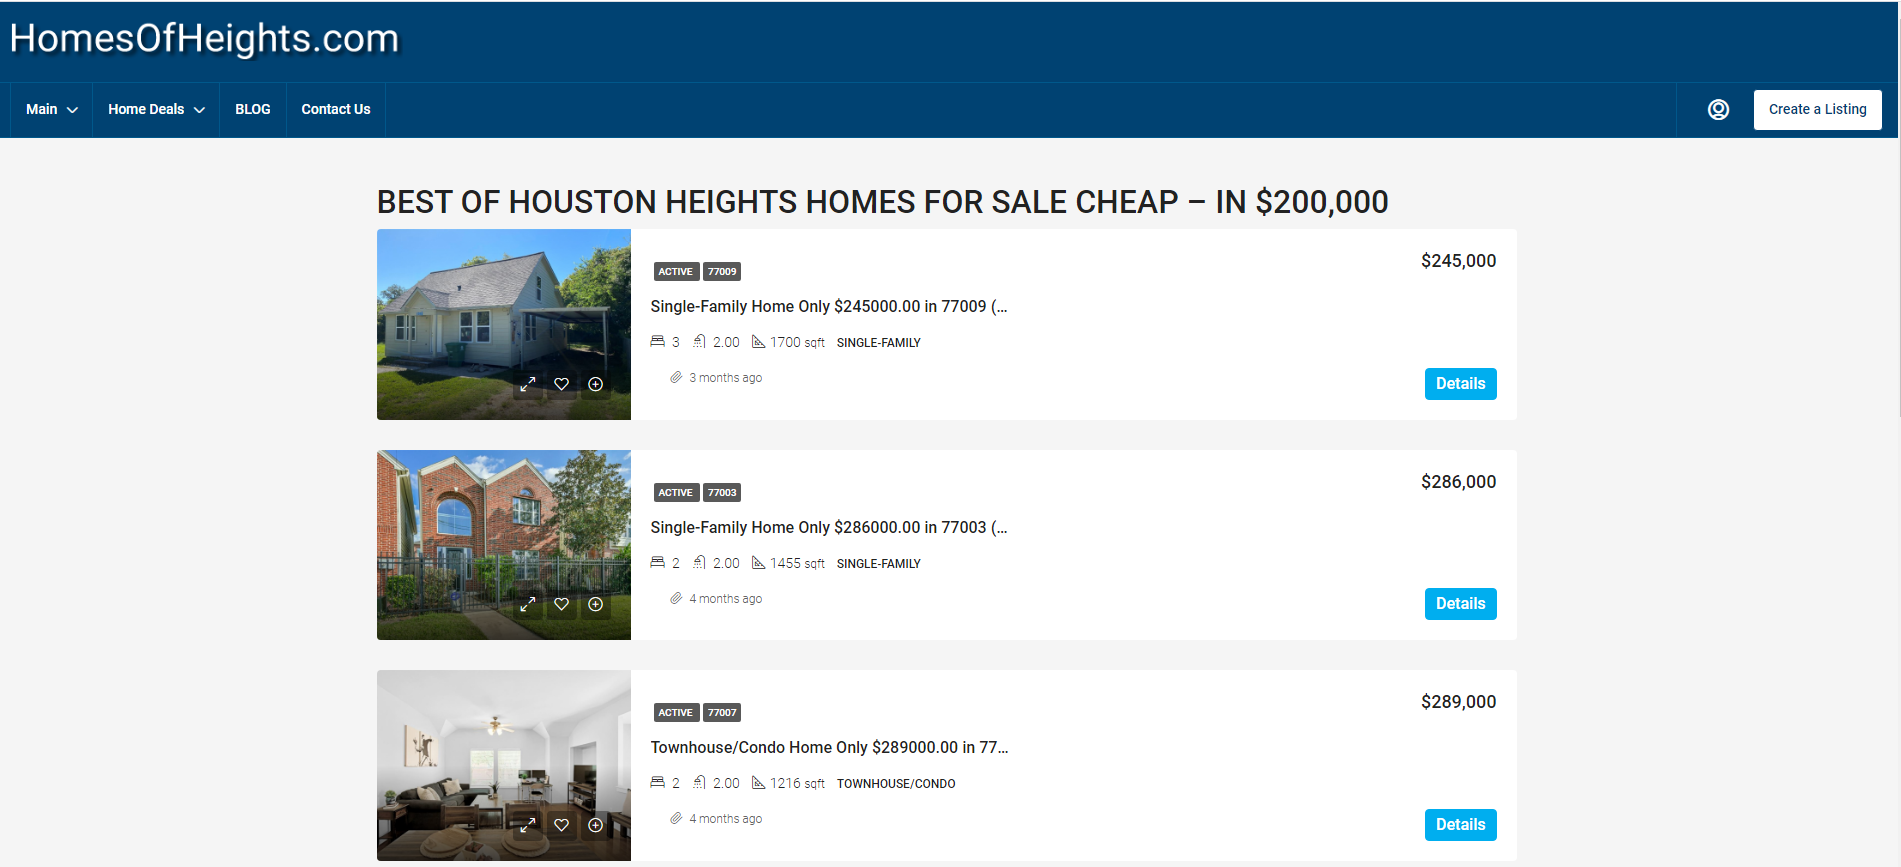 HomesOfHeights.com
Main
Home Deals
BLOG
Contact Us
Create a Listing
BEST OF HOUSTON HEIGHTS HOMES FOR SALE CHEAP – IN $200,000
ACTIVE 77009
$245,000
Single-Family Home Only $245000.00 in 77009 (...
3 2.00 1700 sqft SINGLE-FAMILY
3 months ago
Details
ACTIVE 77003
$286,000
Single-Family Home Only $286000.00 in 77003 (...
2 2.00 1455 sqft SINGLE-FAMILY
4 months ago
Details
ACTIVE 77007
$289,000
Townhouse/Condo Home Only $289000.00 in 77...
2 2.00 1216 sqft TOWNHOUSE/CONDO
4 months ago
Details